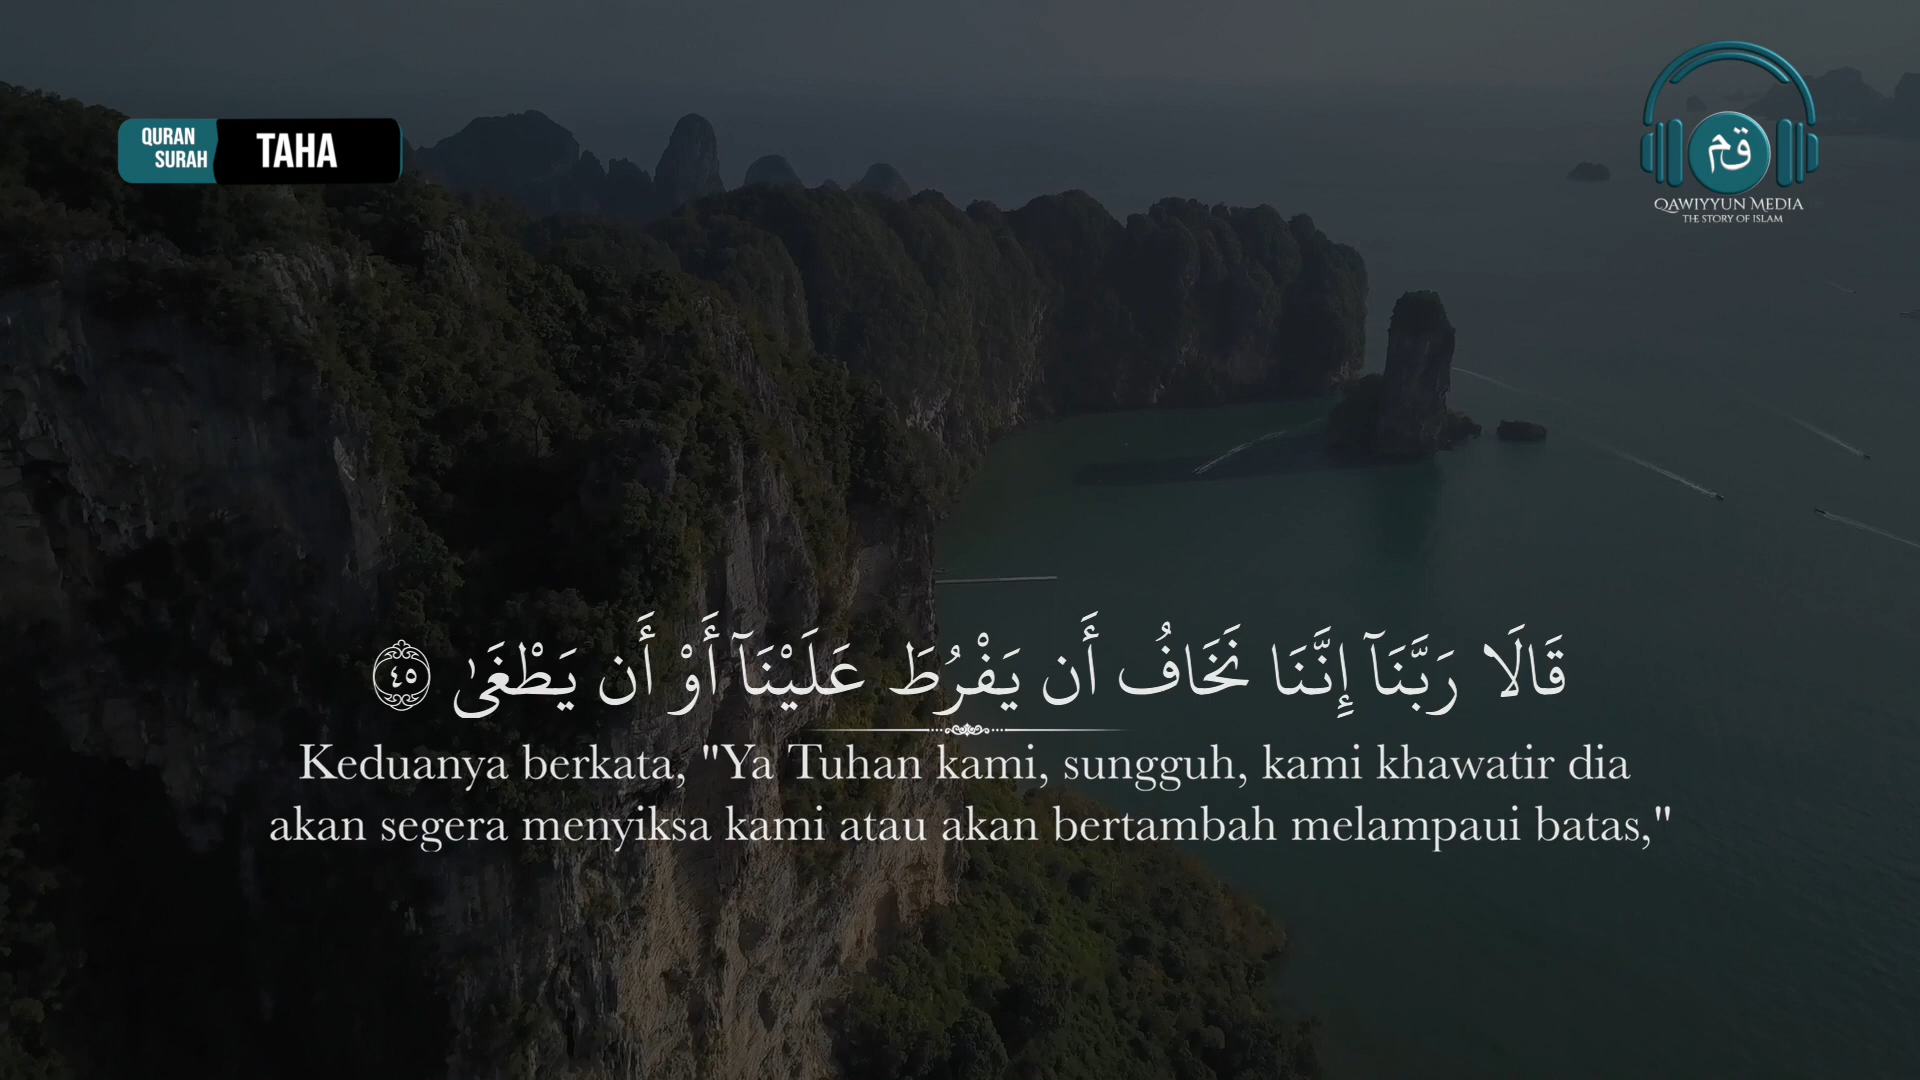 QURAN
SURAH
TAHA
قم
QAWIYYUN MEDIA
THE STORY OF ISLAM
قَالَا رَبَّنَآ إِنَّنَا نَخَافُ أَن يَفْرُطَ عَلَيْنَآ أَوْ أَن يَطْغَىٰ ٤٥
Keduanya berkata, "Ya Tuhan kami, sungguh, kami khawatir dia
akan segera menyiksa kami atau akan bertambah melampaui batas,"